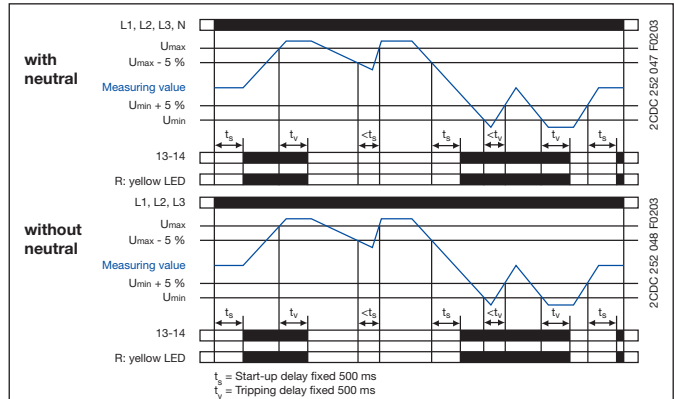 with neutral
L1, L2, L3, N
Umax
Umax - 5 %
Measuring value
Umin + 5 %
Umin
ts tv <ts ts <tv tv ts
13-14
R: yellow LED
2CDC 252 047 F0203
without neutral
L1, L2, L3
Umax
Umax - 5 %
Measuring value
Umin + 5 %
Umin
ts tv <ts ts <tv tv ts
13-14
R: yellow LED
2CDC 252 048 F0203
ts = Start-up delay fixed 500 ms
tv = Tripping delay fixed 500 ms